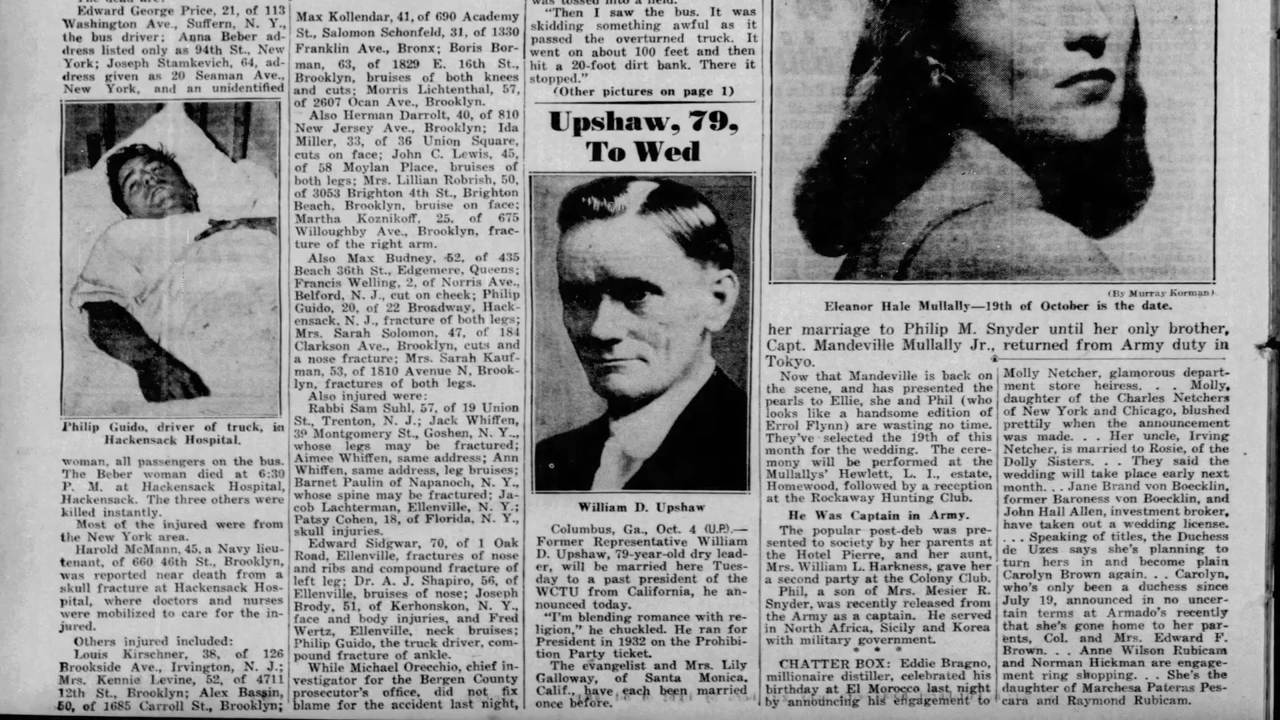 Edward George Price, 21, of 113
Washington Ave., Suffern, N. Y.,
the bus driver; Anna Beber ad-
dress listed only as 94th St., New
York; Joseph Stamkevich, 64, ad-
dress given as 20 Seaman Ave.,
New York, and an unidentified
Philip Guido, driver of truck, in
Hackensack Hospital.
woman, all passengers on the bus.
The Beber woman died at 6:30
P. M. at Hackensack Hospital,
Hackensack. The three others were
killed instantly.
Most of the injured were from
the New York area.
Harold McMann, 45, a Navy lieu-
tenant, of 660 46th St., Brooklyn,
was reported near death from a
skull fracture at Hackensack Hos-
pital, where doctors and nurses
were mobilized to care for the in-
jured.
Others injured included:
Louis Kirschner, 38, of 126
Brookside Ave., Irvington, N. J.;
Mrs. Kennie Levine, 52, of 4711
12th St., Brooklyn; Alex Bassin,
50, of 1685 Carroll St., Brooklyn;
Max Kollendar, 41, of 690 Academy
St., Salomon Schonfeld, 31, of 1330
Franklin Ave., Bronx; Boris Bor-
man, 63, of 1829 E. 16th St.,
Brooklyn, bruises of both knees
and cuts; Morris Lichtenthal, 57,
of 2607 Ocan Ave., Brooklyn.
Also Herman Darrolt, 40, of 810
New Jersey Ave., Brooklyn; Ida
Miller, 33, of 36 Union Square,
cuts on face; John C. Lewis, 45,
of 58 Moylan Place, bruises of
both legs; Mrs. Lillian Robrish, 50,
of 3053 Brighton 4th St., Brighton
Beach, Brooklyn, bruise on face;
Martha Koznikoff, 25, of 675
Willoughby Ave., Brooklyn, frac-
ture of the right arm.
Also Max Budney, 52, of 435
Beach 36th St., Edgemere, Queens;
Francis Welling, 2, of Norris Ave.,
Belford, N. J., cut on cheek; Philip
Guido, 20, of 22 Broadway, Hack-
ensack, N. J., fracture of both legs;
Mrs. Sarah Solomon, 47, of 184
Clarkson Ave., Brooklyn, cuts and
a nose fracture; Mrs. Sarah Kauf-
man, 53, of 1810 Avenue N, Brook-
lyn, fractures of both legs.
Also injured were:
Rabbi Sam Suhl, 57, of 19 Union
St., Trenton, N. J.; Jack Whiffen,
39 Montgomery St., Goshen, N. Y.,
whose legs may be fractured;
Aimee Whiffen, same address; Ann
Whiffen, same address, leg bruises;
Barnet Paulin of Napanoch, N. Y.,
whose spine may be fractured; Ja-
cob Lachterman, Ellenville, N. Y.;
Patsy Cohen, 18, of Florida, N. Y.,
skull injuries.
Edward Sidgwar, 70, of 1 Oak
Road, Ellenville, fractures of nose
and ribs and compound fracture of
left leg; Dr. A. J. Shapiro, 56, of
Ellenville, bruises of nose; Joseph
Brody, 51, of Kerhonkson, N. Y.,
face and body injuries, and Fred
Wertz, Ellenville, neck bruises;
Philip Guido, the truck driver, com-
pound fracture of ankle.
While Michael Orecchio, chief in-
vestigator for the Bergen County
prosecutor's office, did not fix
blame for the accident last night,
"Then I saw the bus. It was
skidding something awful as it
passed the overturned truck. It
went on about 100 feet and then
hit a 20-foot dirt bank. There it
stopped."
(Other pictures on page 1)
Upshaw, 79,
To Wed
William D. Upshaw
Columbus, Ga., Oct. 4 (U.P.).—
Former Representative William
D. Upshaw, 79-year-old dry lead-
er, will be married here Tues-
day to a past president of the
WCTU from California, he an-
nounced today.
"I'm blending romance with re-
ligion," he chuckled. He ran for
President in 1932 on the Prohibi-
tion Party ticket.
The evangelist and Mrs. Lily
Galloway, of Santa Monica,
Calif., have each been married
once before.
(By Murray Korman)
Eleanor Hale Mullally—19th of October is the date.
her marriage to Philip M. Snyder until her only brother,
Capt. Mandeville Mullally Jr., returned from Army duty in
Tokyo.
Now that Mandeville is back on
the scene, and has presented the
pearls to Ellie, she and Phil (who
looks like a handsome edition of
Errol Flynn) are wasting no time.
They've selected the 19th of this
month for the wedding. The cere-
mony will be performed at the
Mullallys' Hewlett, L. I., estate,
Homewood, followed by a reception
at the Rockaway Hunting Club.
He Was Captain in Army.
The popular post-deb was pre-
sented to society by her parents at
the Hotel Pierre, and her aunt,
Mrs. William L. Harkness, gave her
a second party at the Colony Club.
Phil, a son of Mrs. Mesier R.
Snyder, was recently released from
the Army as a captain. He served
in North Africa, Sicily and Korea
with military government.
* * * *
CHATTER BOX: Eddie Bragno,
millionaire distiller, celebrated his
birthday at El Morocco last night
by announcing his engagement to
Molly Netcher, glamorous depart-
ment store heiress. . . Molly,
daughter of the Charles Netchers
of New York and Chicago, blushed
prettily when the announcement
was made. . . Her uncle, Irving
Netcher, is married to Rosie, of the
Dolly Sisters. . . They said the
wedding will take place early next
month. . . Jane Brand von Boecklin,
former Baroness von Boecklin, and
John Hall Allen, investment broker,
have taken out a wedding license.
. . . Speaking of titles, the Duchess
de Uzes says she's planning to
turn hers in and become plain
Carolyn Brown again. . . Carolyn,
who's only been a duchess since
July 19, announced in no uncer-
tain terms at Armado's recently
that she's gone home to her par-
ents, Col. and Mrs. Edward F.
Brown. . . Anne Wilson Rubicam
and Norman Hickman are engage-
ment ring shopping. . . She's the
daughter of Marchesa Pateras Pes-
cara and Raymond Rubicam.